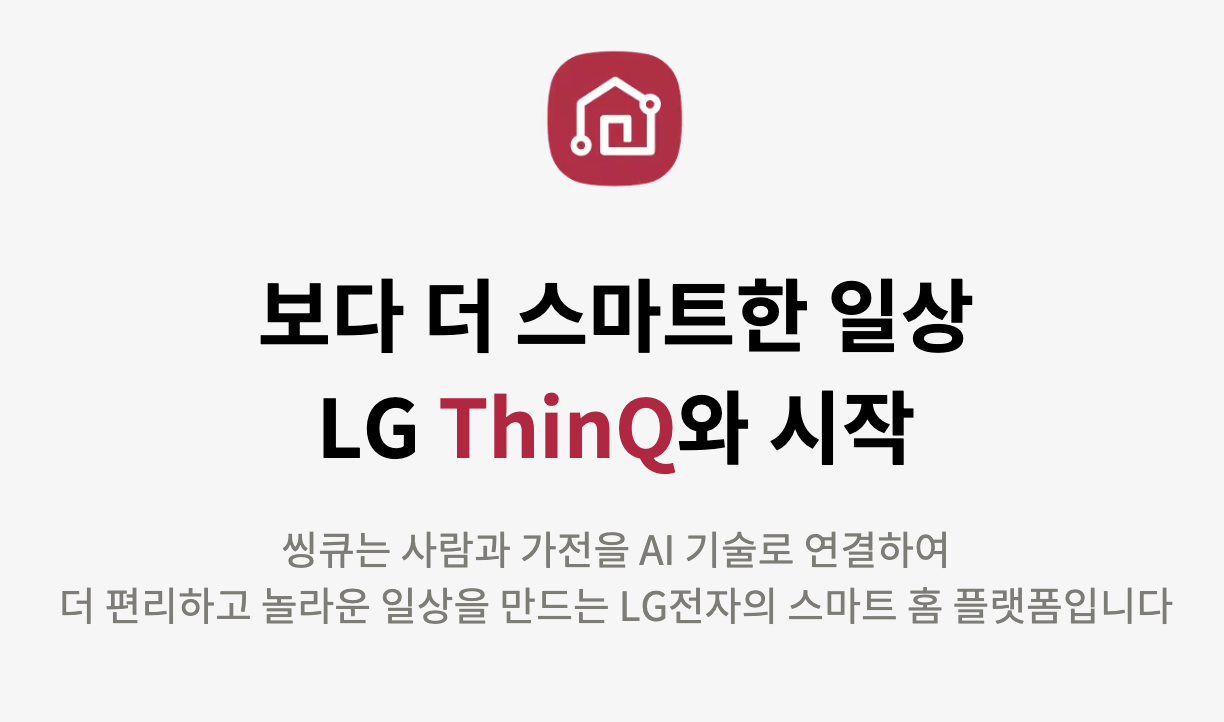 보다 더 스마트한 일상
LG ThinQ와 시작
씽큐는 사람과 가전을 AI 기술로 연결하여
더 편리하고 놀라운 일상을 만드는 LG전자의 스마트 홈 플랫폼입니다